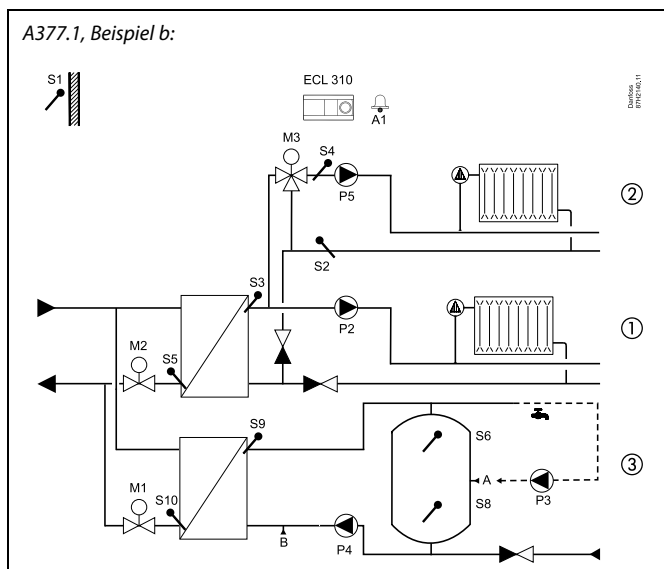 A377.1, Beispiel b:
S1
ECL 310
A1
Danfoss
87H2140.11
M3
S4
P5
2
S2
S3
P2
1
M2
S5
S9
S6
A
P3
3
S8
M1
S10
B
P4